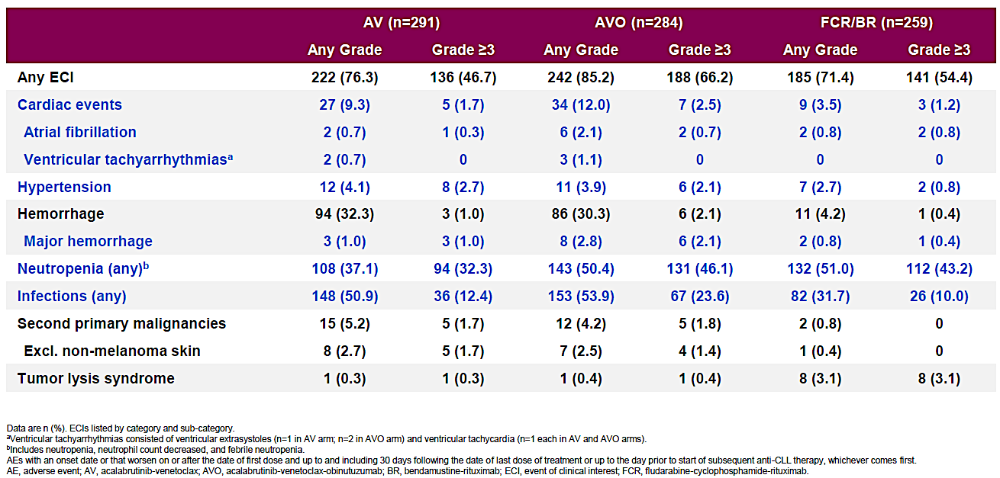 AV (n=291) AVO (n=284) FCR/BR (n=259)
Any Grade Grade ≥3 Any Grade Grade ≥3 Any Grade Grade ≥3
Any ECI 222 (76.3) 136 (46.7) 242 (85.2) 188 (66.2) 185 (71.4) 141 (54.4)
Cardiac events 27 (9.3) 5 (1.7) 34 (12.0) 7 (2.5) 9 (3.5) 3 (1.2)
Atrial fibrillation 2 (0.7) 1 (0.3) 6 (2.1) 2 (0.7) 2 (0.8) 2 (0.8)
Ventricular tachyarrhythmiasᵃ 2 (0.7) 0 3 (1.1) 0 0 0
Hypertension 12 (4.1) 8 (2.7) 11 (3.9) 6 (2.1) 7 (2.7) 2 (0.8)
Hemorrhage 94 (32.3) 3 (1.0) 86 (30.3) 6 (2.1) 11 (4.2) 1 (0.4)
Major hemorrhage 3 (1.0) 3 (1.0) 8 (2.8) 6 (2.1) 2 (0.8) 1 (0.4)
Neutropenia (any)ᵇ 108 (37.1) 94 (32.3) 143 (50.4) 131 (46.1) 132 (51.0) 112 (43.2)
Infections (any) 148 (50.9) 36 (12.4) 153 (53.9) 67 (23.6) 82 (31.7) 26 (10.0)
Second primary malignancies 15 (5.2) 5 (1.7) 12 (4.2) 5 (1.8) 2 (0.8) 0
Excl. non-melanoma skin 8 (2.7) 5 (1.7) 7 (2.5) 4 (1.4) 1 (0.4) 0
Tumor lysis syndrome 1 (0.3) 1 (0.3) 1 (0.4) 1 (0.4) 8 (3.1) 8 (3.1)
Data are n (%). ECIs listed by category and sub-category.
ᵃVentricular tachyarrhythmias consisted of ventricular extrasystoles (n=1 in AV arm; n=2 in AVO arm) and ventricular tachycardia (n=1 each in AV and AVO arms).
ᵇIncludes neutropenia, neutrophil count decreased, and febrile neutropenia.
AEs with an onset date or that worsen on or after the date of first dose and up to and including 30 days following the date of last dose of treatment or up to the day prior to start of subsequent anti-CLL therapy, whichever comes first.
AE, adverse event; AV, acalabrutinib-venetoclax; AVO, acalabrutinib-venetoclax-obinutuzumab; BR, bendamustine-rituximab; ECI, event of clinical interest; FCR, fludarabine-cyclophosphamide-rituximab.